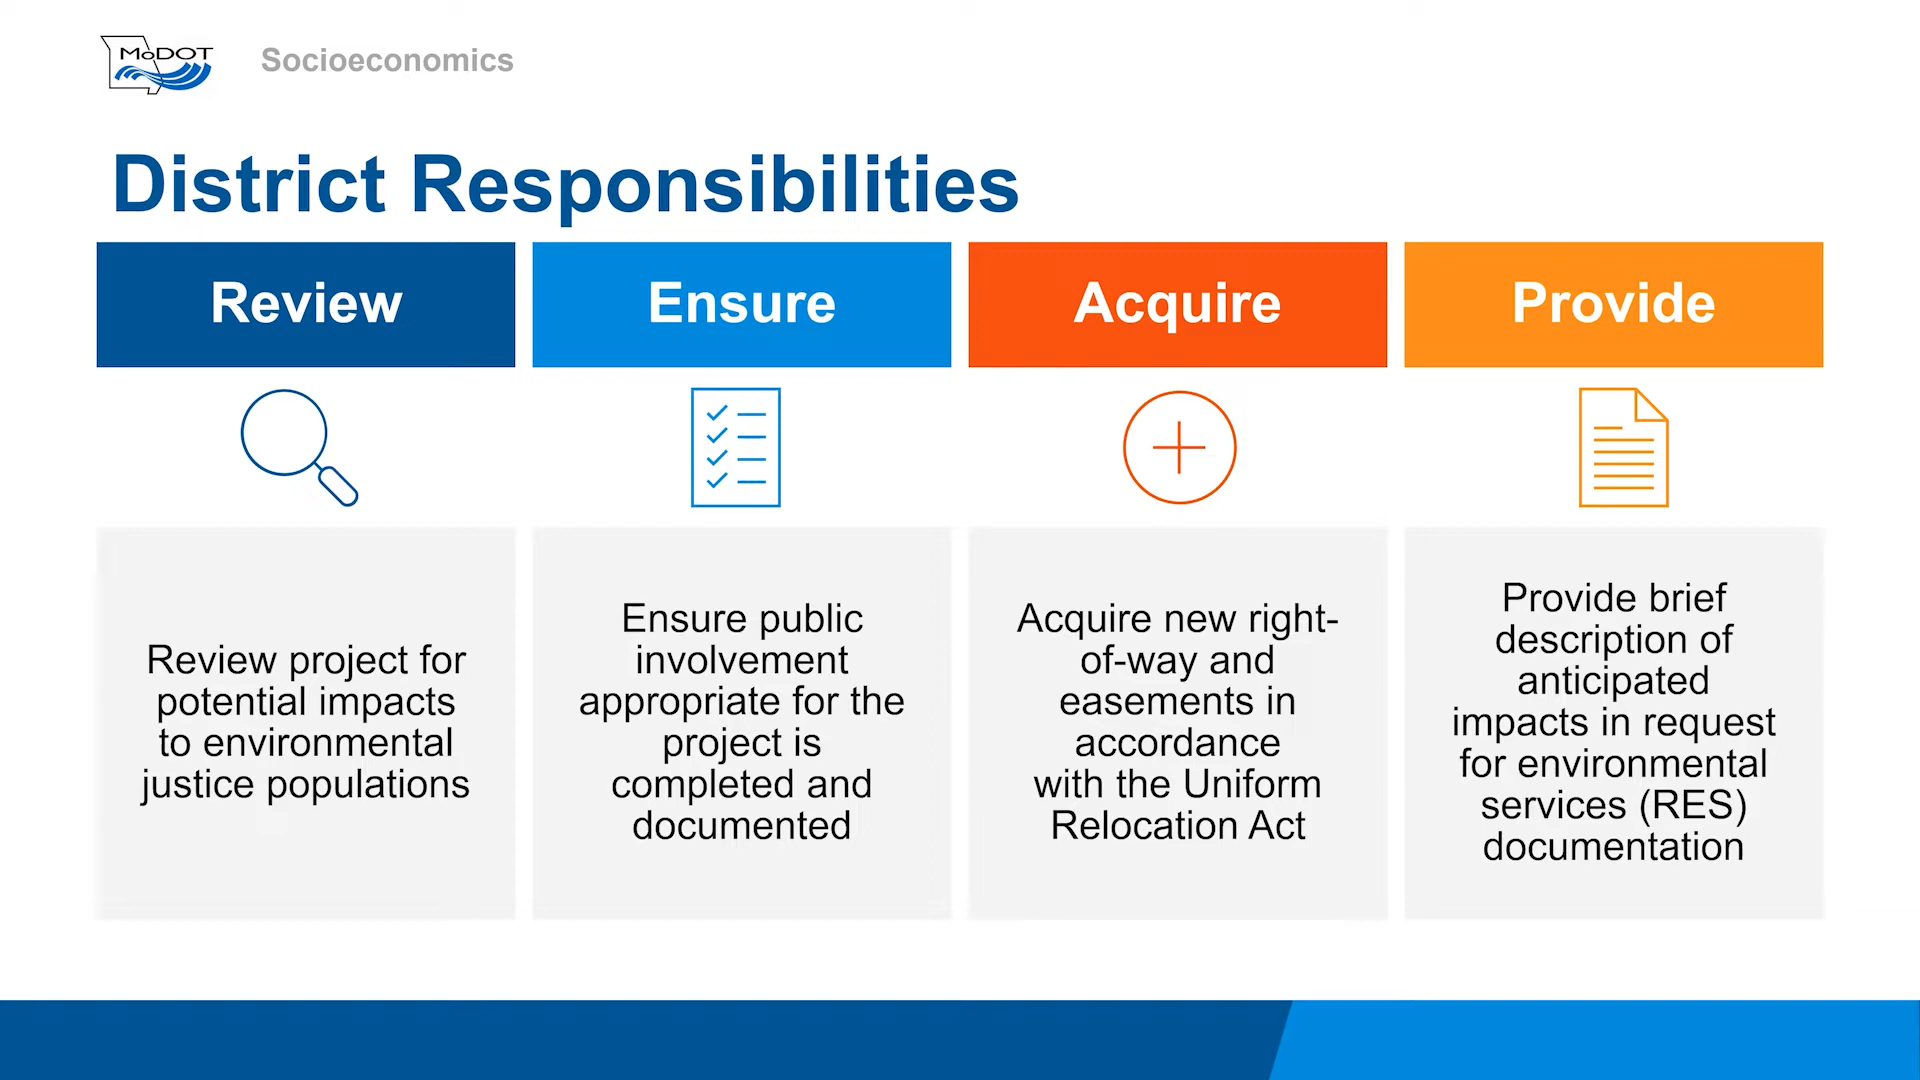 MoDOT
Socioeconomics
District Responsibilities
Review
Ensure
Acquire
Provide
Review project for
potential impacts
to environmental
justice populations
Ensure public
involvement
appropriate for the
project is
completed and
documented
Acquire new right-
of-way and
easements in
accordance
with the Uniform
Relocation Act
Provide brief
description of
anticipated
impacts in request
for environmental
services (RES)
documentation